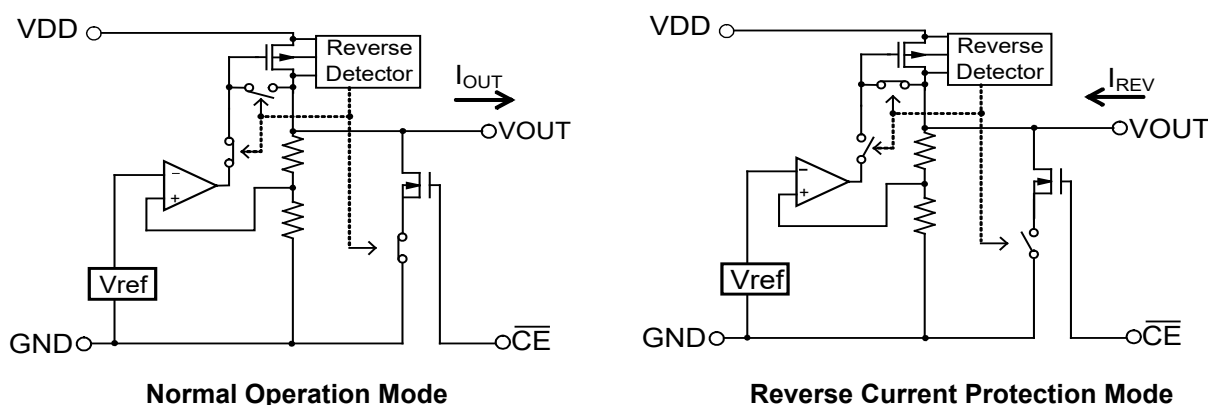 VDD
Reverse
Detector
IOUT
VOUT
−
+
Vref
GND
CE
Normal Operation Mode
VDD
Reverse
Detector
IREV
VOUT
−
+
Vref
GND
CE
Reverse Current Protection Mode